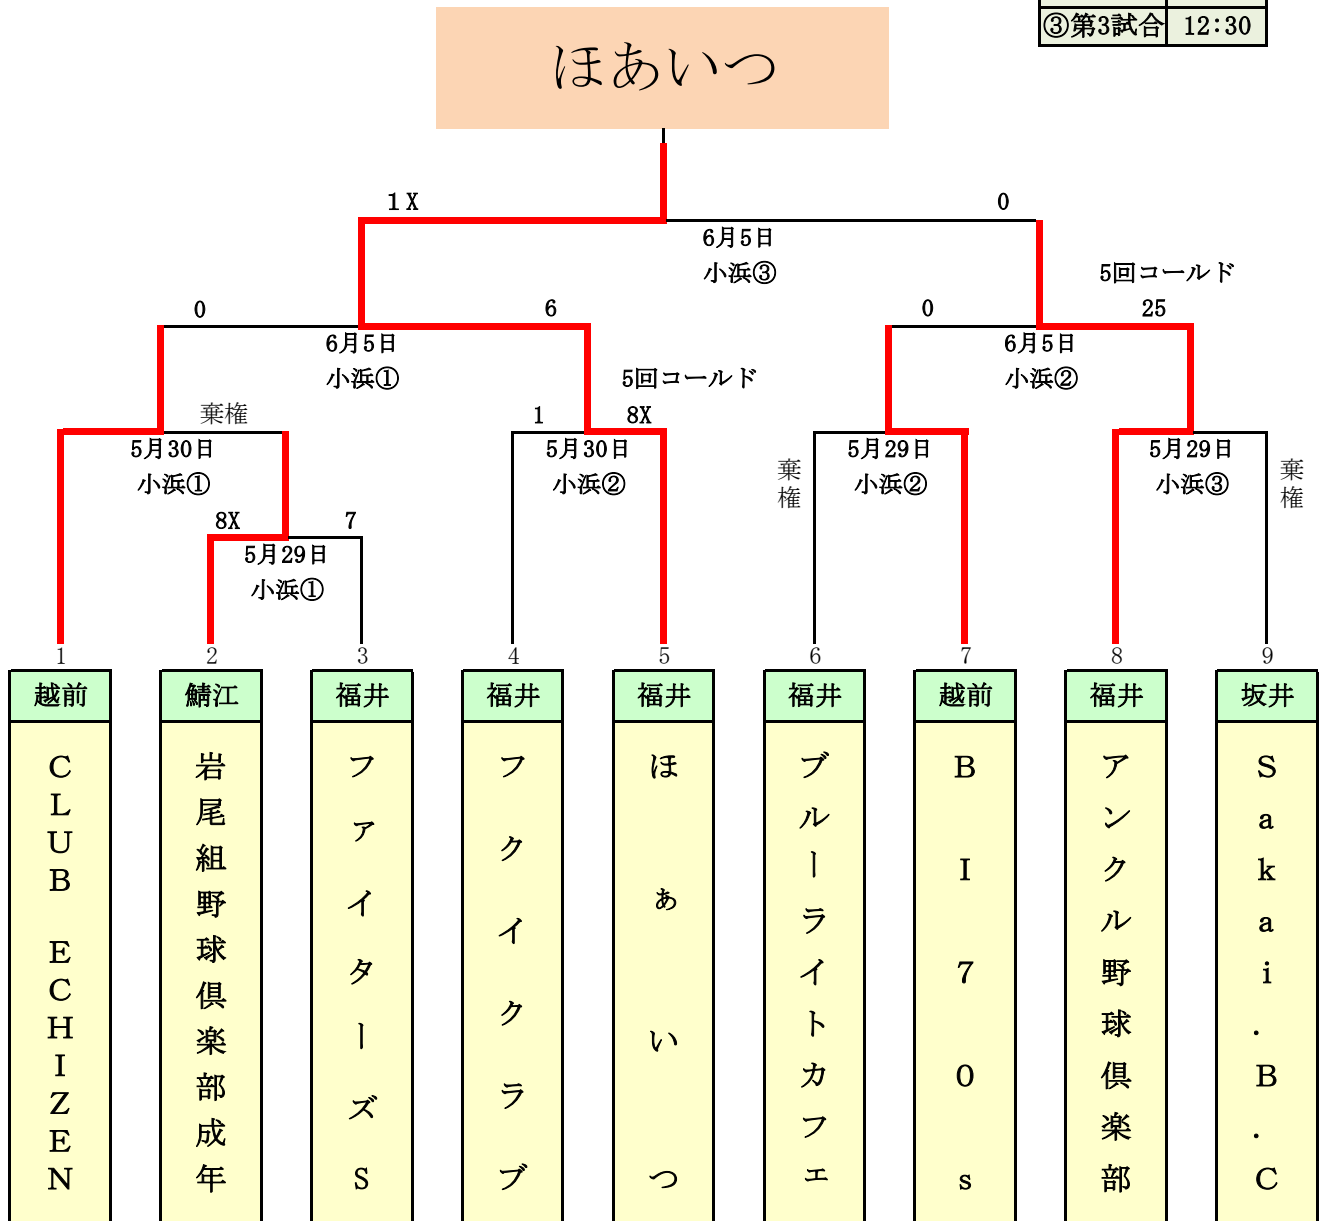 ③第3試合 12:30
ほあいつ
1X 0
6月5日
小浜③
5回コールド
0 6 0 25
6月5日 6月5日
小浜① 5回コールド 小浜②
棄権 1 8X
5月30日 5月30日 5月29日 5月29日
小浜① 小浜② 棄権 小浜② 小浜③ 棄権
8X 7
5月29日
小浜①
1 2 3 4 5 6 7 8 9
越前 鯖江 福井 福井 福井 福井 越前 福井 坂井
CLUB ECHIZEN
岩尾組野球倶楽部成年
ファイターズS
フクイクラブ
ほぁいつ
ブルーライトカフェ
BI70s
アンクル野球倶楽部
Sakai.B.C